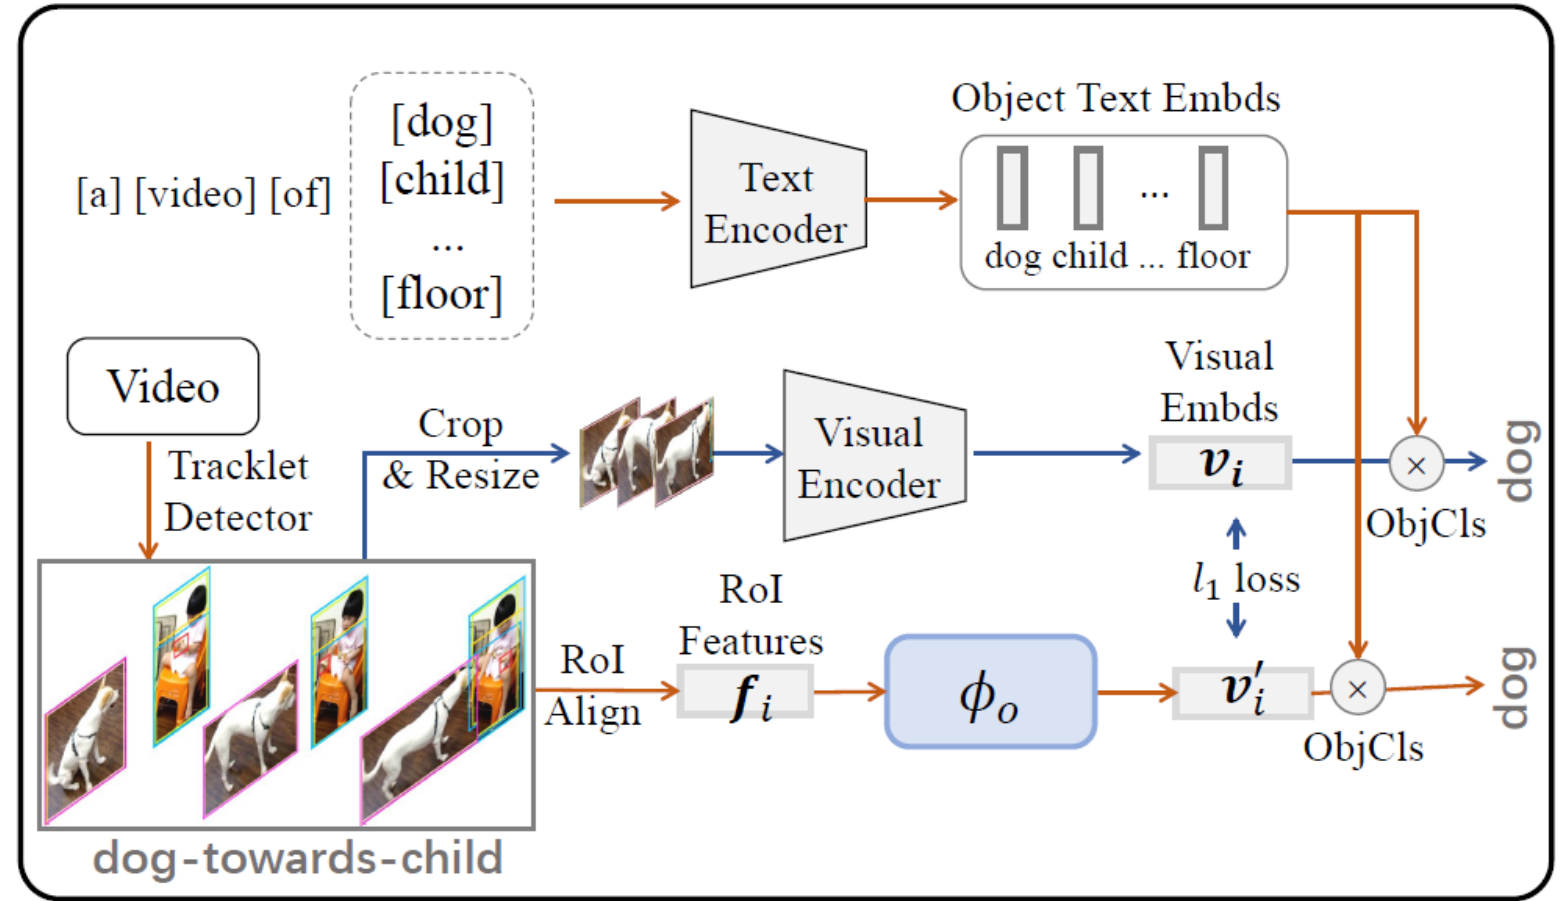 [a] [video] [of]
[dog]
[child]
...
[floor]
Text
Encoder
Object Text Embds
...
dog child ... floor
Video
Tracklet
Detector
Crop
& Resize
Visual
Encoder
Visual
Embds
v_i
×
ObjCls
dog
l_1 loss
RoI
Align
RoI
Features
f_i
ϕ_o
v′_i
×
ObjCls
dog
dog-towards-child